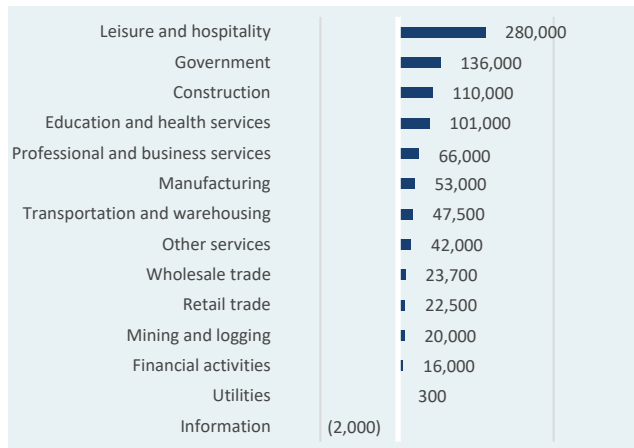 Leisure and hospitality 280,000
Government 136,000
Construction 110,000
Education and health services 101,000
Professional and business services 66,000
Manufacturing 53,000
Transportation and warehousing 47,500
Other services 42,000
Wholesale trade 23,700
Retail trade 22,500
Mining and logging 20,000
Financial activities 16,000
Utilities 300
Information (2,000)